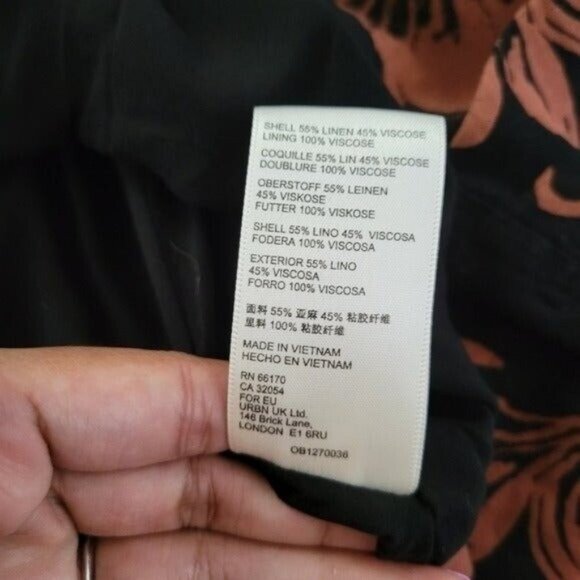 SHELL 55% LINEN 45% VISCOSE
LINING 100% VISCOSE
COQUILLE 55% LIN 45% VISCOSE
DOUBLURE 100% VISCOSE
OBERSTOFF 55% LEINEN
45% VISKOSE
FUTTER 100% VISKOSE
SHELL 55% LINO 45% VISCOSA
FODERA 100% VISCOSA
EXTERIOR 55% LINO
45% VISCOSA
FORRO 100% VISCOSA
面料 55% 亚麻 45% 粘胶纤维
里料 100% 粘胶纤维
MADE IN VIETNAM
HECHO EN VIETNAM
RN 66170
CA 32054
FOR EU
URBN UK Ltd.
146 Brick Lane,
LONDON E1 6RU
OB1270036